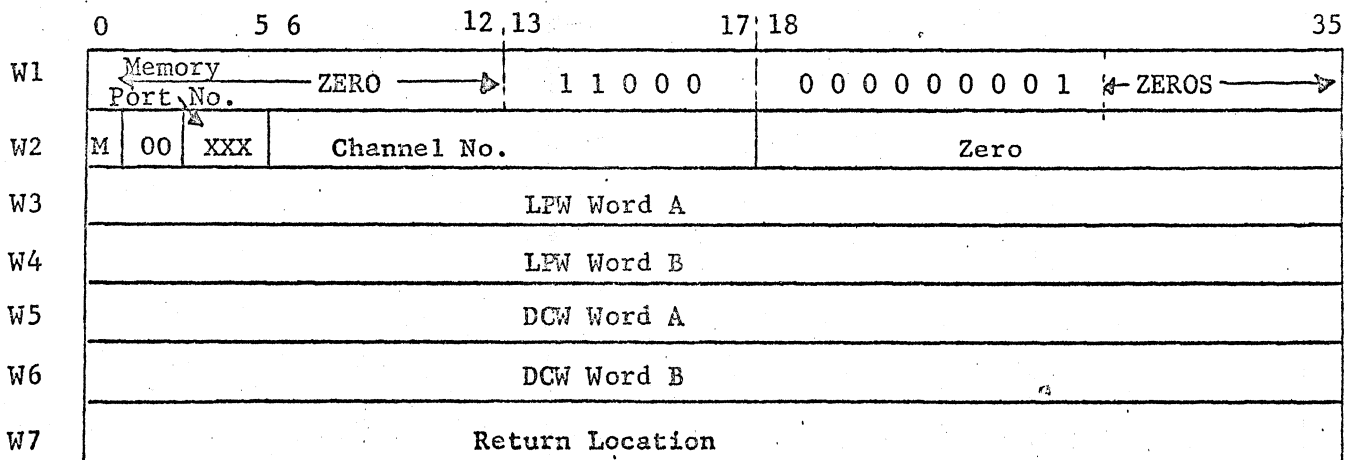 0 5 6 12 13 17 18 35
W1 Memory Port No. ZERO 1 1 0 0 0 0 0 0 0 0 0 0 0 1 ZEROS
W2 M 00 XXX Channel No. Zero
W3 LPW Word A
W4 LPW Word B
W5 DCW Word A
W6 DCW Word B
W7 Return Location